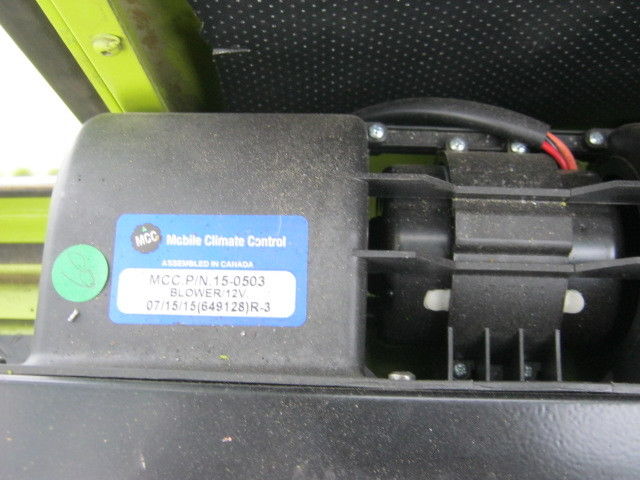 MCC Mobile Climate Control
ASSEMBLED IN CANADA
MCC P/N 15-0503
BLOWER/12V
07/15/15(649128)R-3